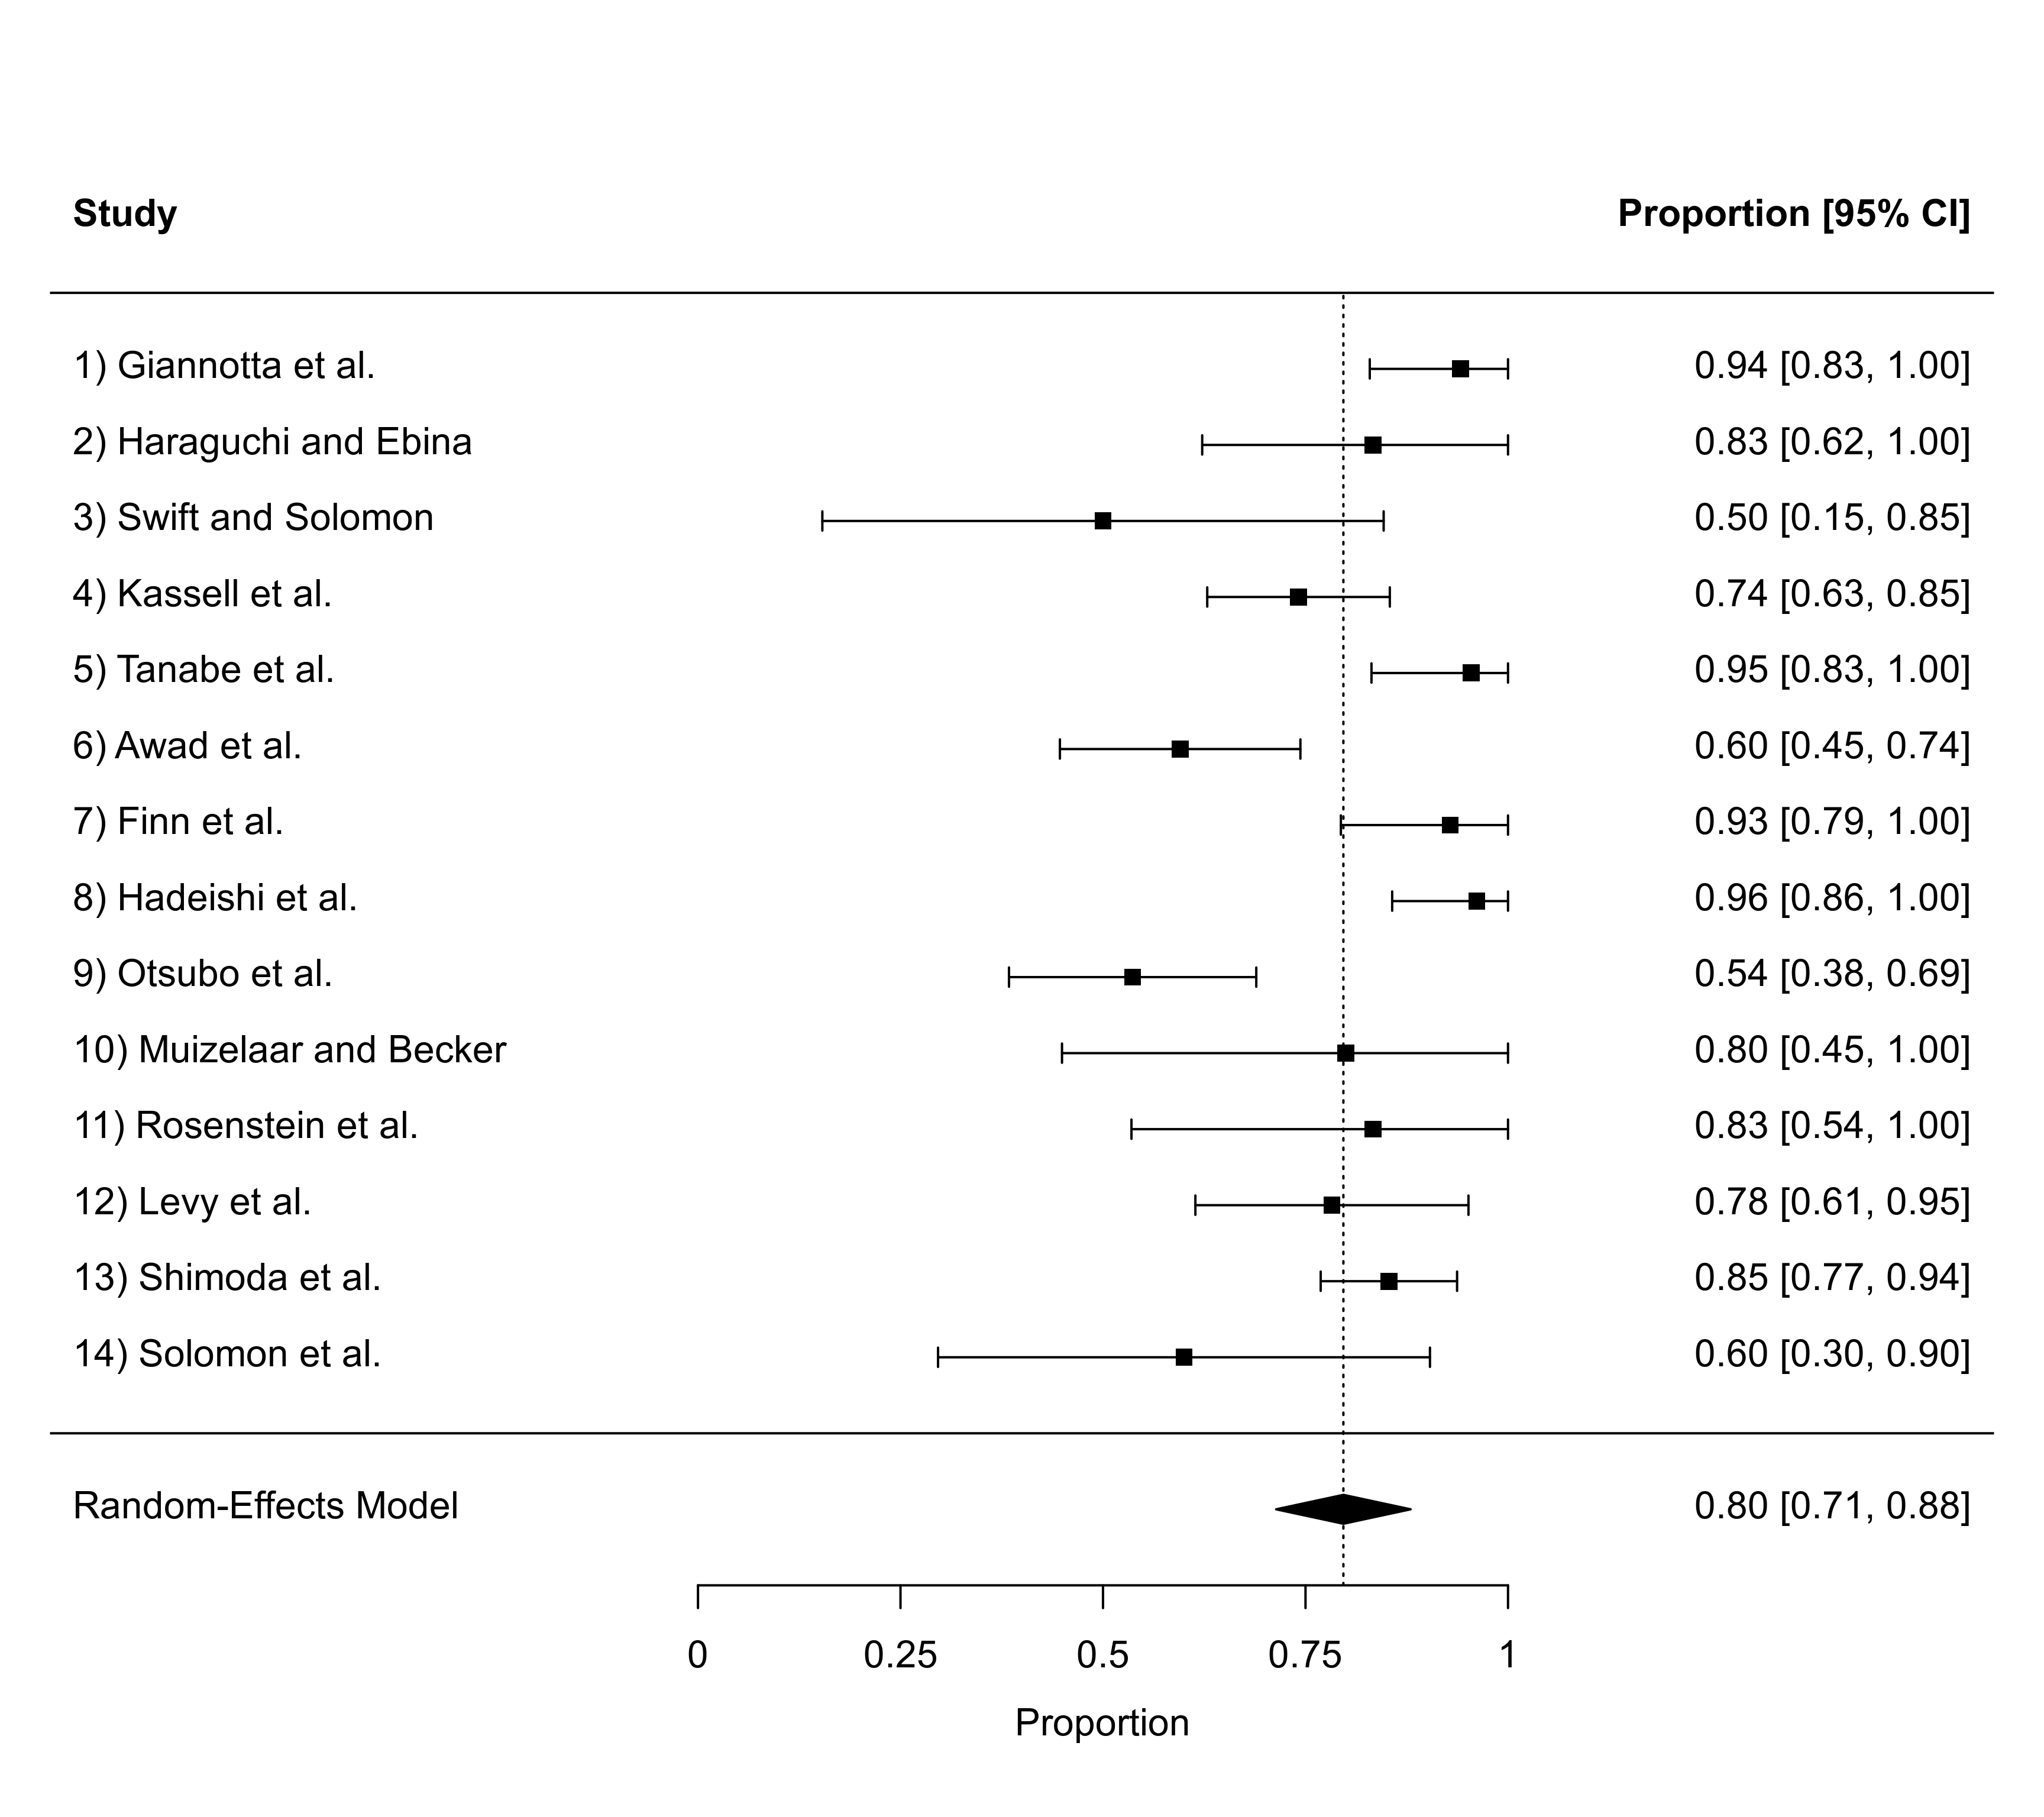 Study Proportion [95% CI]
1) Giannotta et al. 0.94 [0.83, 1.00]
2) Haraguchi and Ebina 0.83 [0.62, 1.00]
3) Swift and Solomon 0.50 [0.15, 0.85]
4) Kassell et al. 0.74 [0.63, 0.85]
5) Tanabe et al. 0.95 [0.83, 1.00]
6) Awad et al. 0.60 [0.45, 0.74]
7) Finn et al. 0.93 [0.79, 1.00]
8) Hadeishi et al. 0.96 [0.86, 1.00]
9) Otsubo et al. 0.54 [0.38, 0.69]
10) Muizelaar and Becker 0.80 [0.45, 1.00]
11) Rosenstein et al. 0.83 [0.54, 1.00]
12) Levy et al. 0.78 [0.61, 0.95]
13) Shimoda et al. 0.85 [0.77, 0.94]
14) Solomon et al. 0.60 [0.30, 0.90]
Random-Effects Model 0.80 [0.71, 0.88]
0 0.25 0.5 0.75 1
Proportion